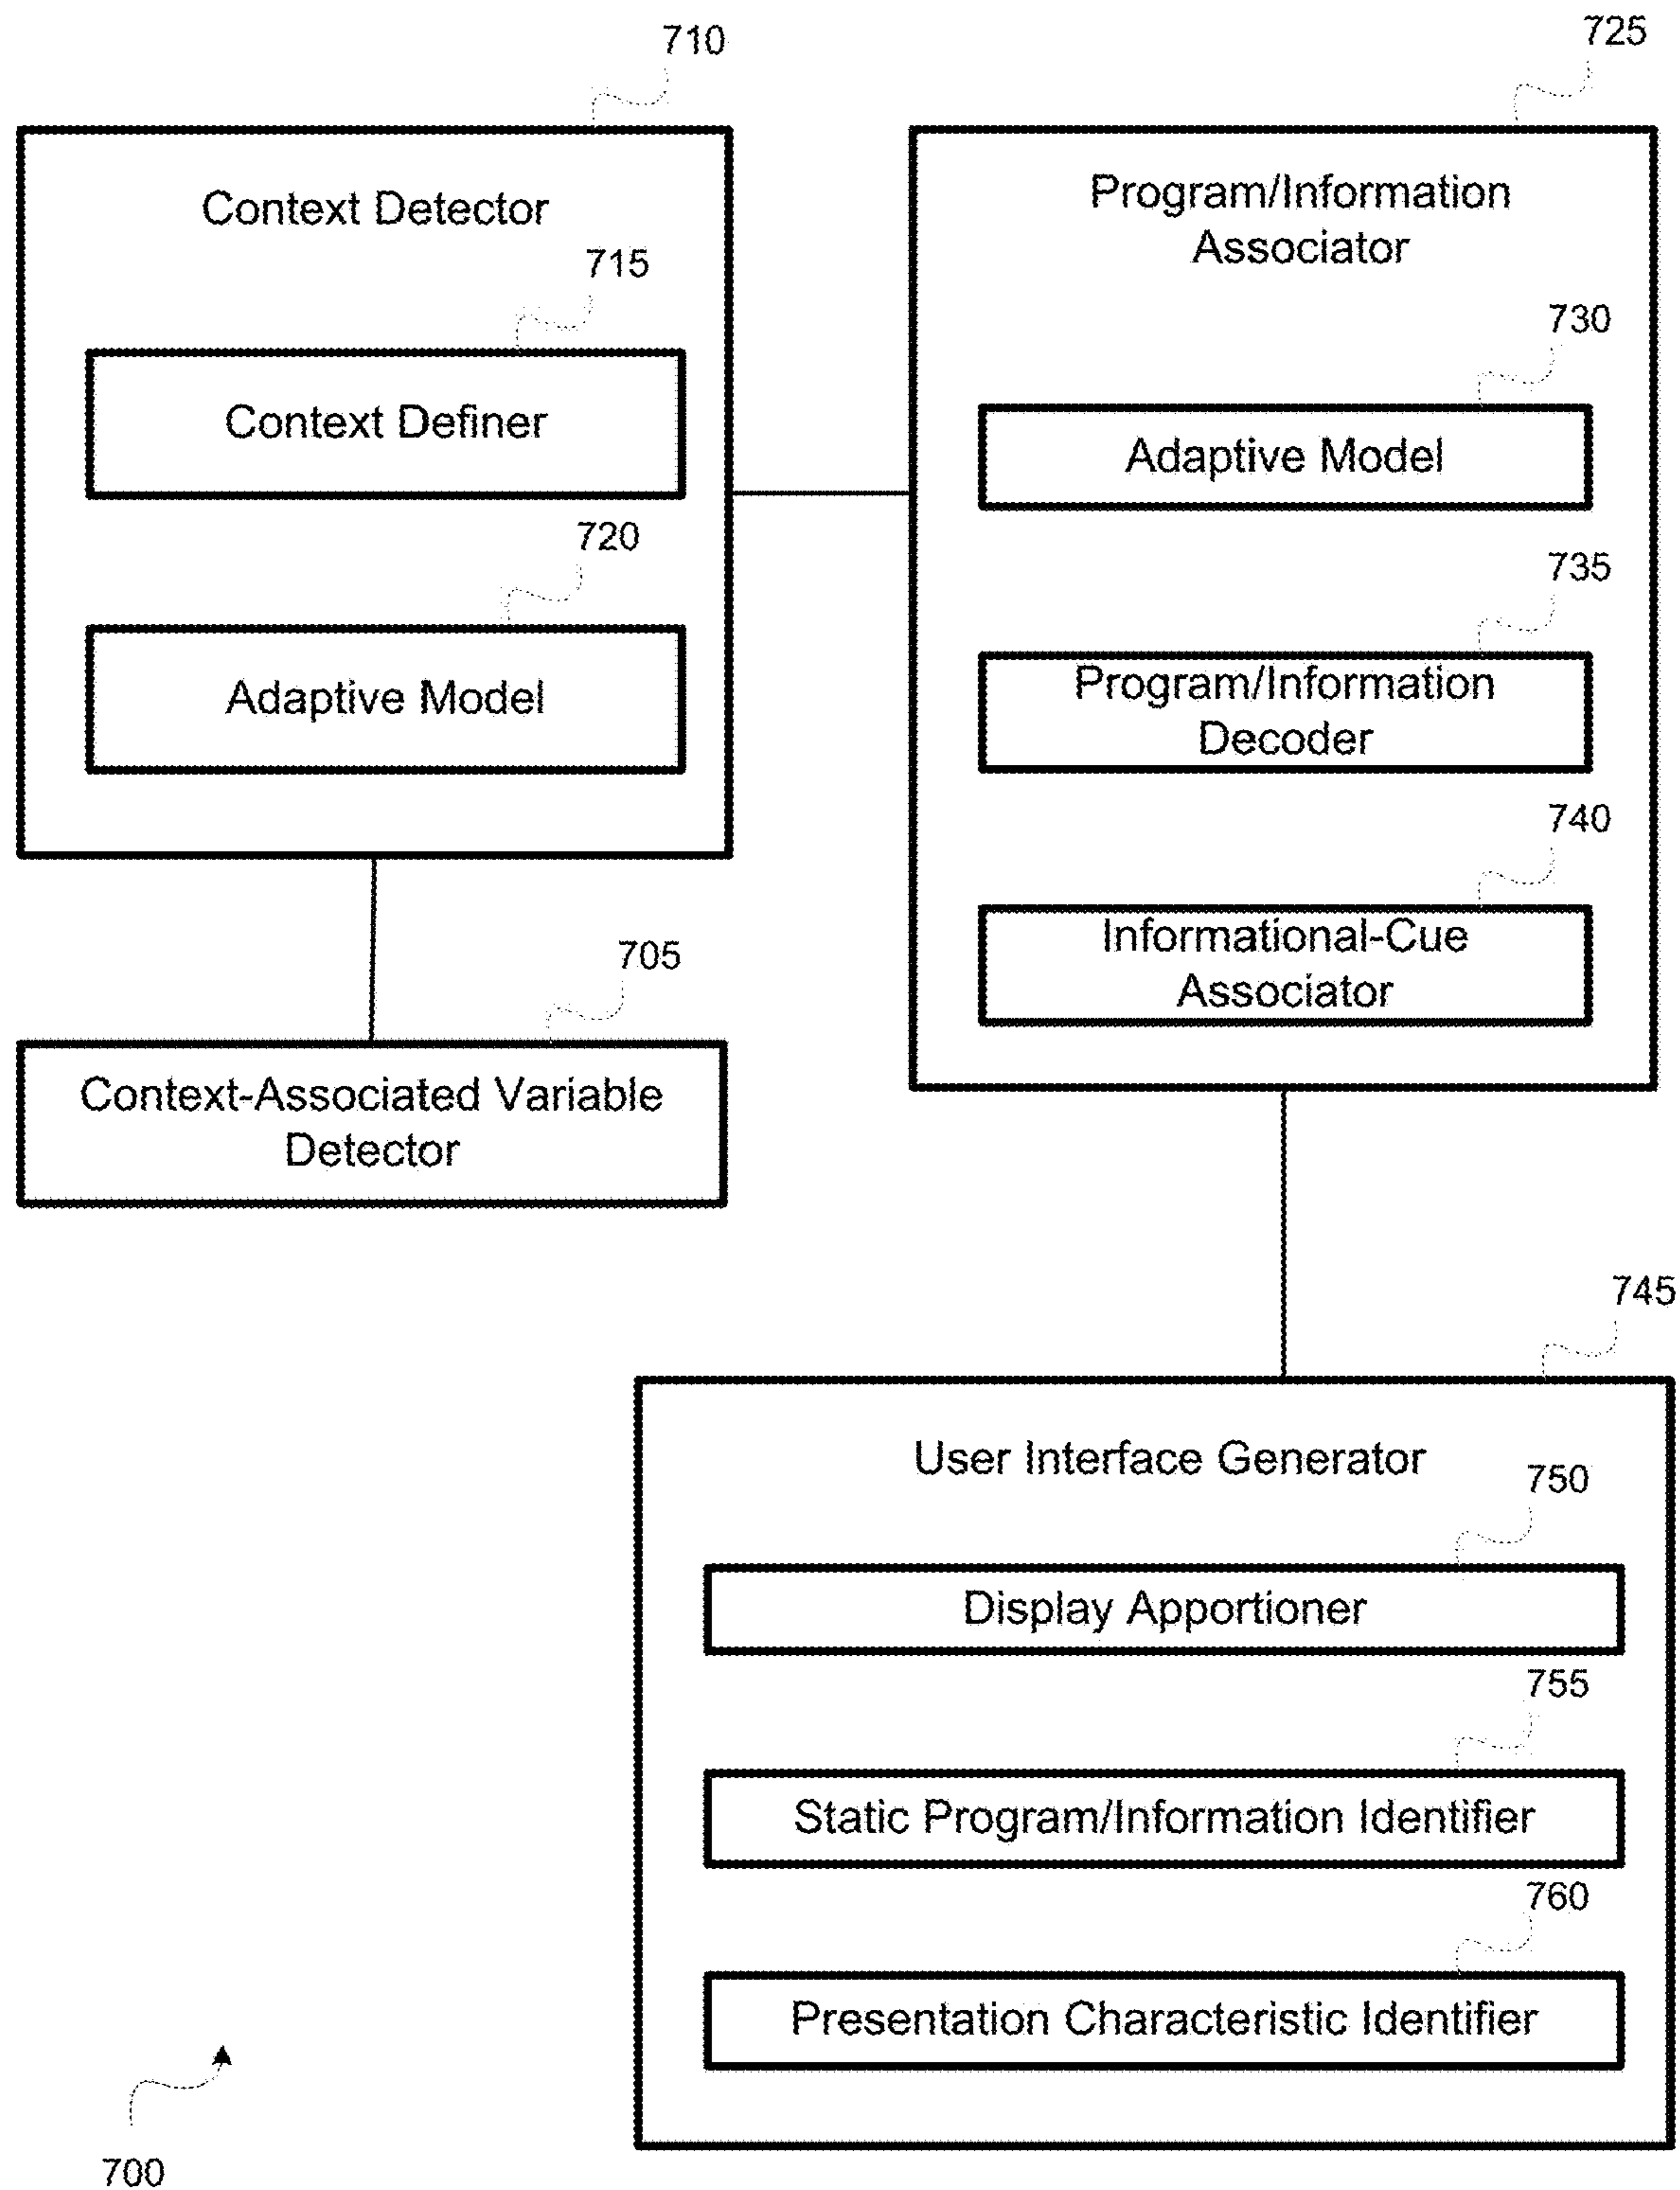 710
725
Context Detector
Program/Information
Associator
715
Context Definer
730
Adaptive Model
720
Adaptive Model
735
Program/Information
Decoder
740
Informational-Cue
Associator
705
Context-Associated Variable
Detector
745
User Interface Generator
750
Display Apportioner
755
Static Program/Information Identifier
760
Presentation Characteristic Identifier
700